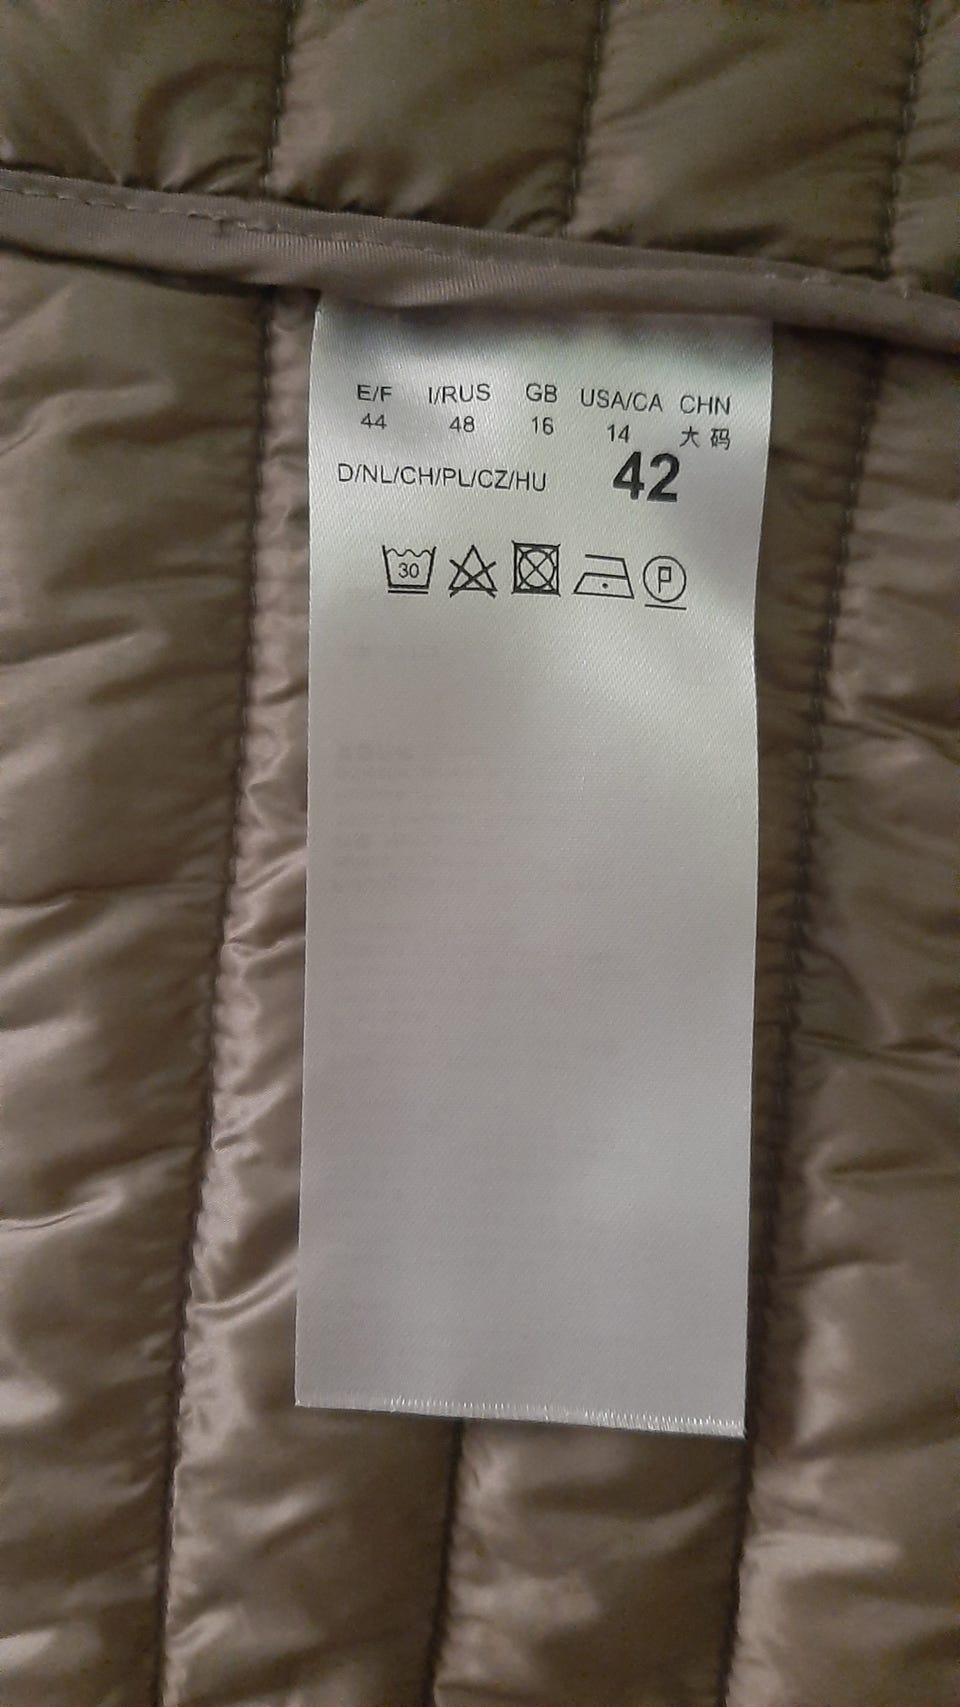 E/F I/RUS GB USA/CA CHN
44 48 16 14 大 码
D/NL/CH/PL/CZ/HU 42
30 P